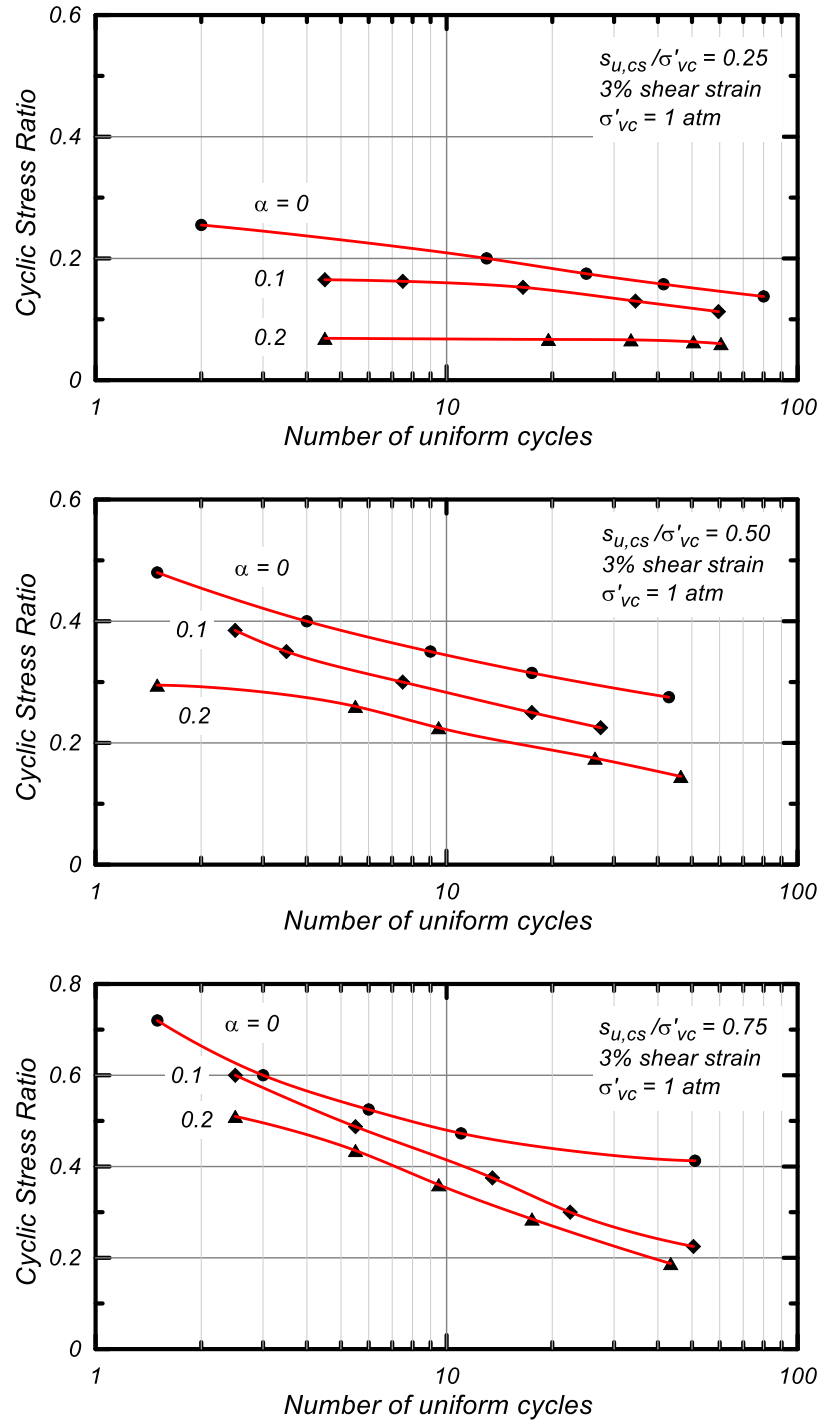 0.6
s_u,cs/σ'_vc = 0.25
3% shear strain
σ'_vc = 1 atm
0.4
Cyclic Stress Ratio
α = 0
0.2
0.1
0.2
0
1 10 100
Number of uniform cycles
0.6
s_u,cs/σ'_vc = 0.50
3% shear strain
σ'_vc = 1 atm
α = 0
0.4
Cyclic Stress Ratio
0.1
0.2
0.2
0
1 10 100
Number of uniform cycles
0.8
α = 0
s_u,cs/σ'_vc = 0.75
3% shear strain
σ'_vc = 1 atm
0.6
0.1
0.2
Cyclic Stress Ratio
0.4
0.2
0
1 10 100
Number of uniform cycles